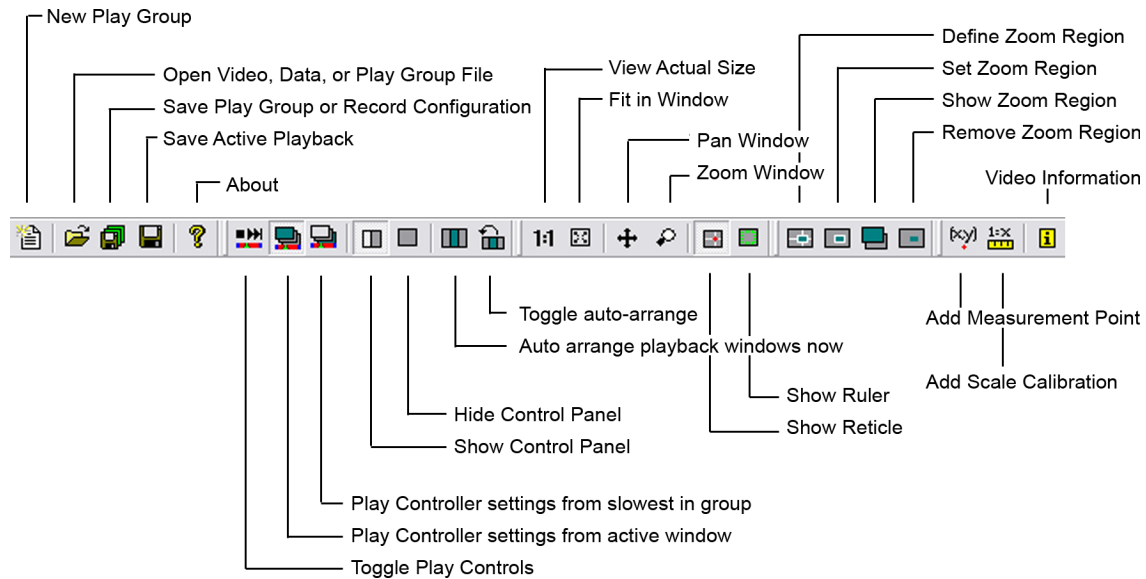 New Play Group
Open Video, Data, or Play Group File
Save Play Group or Record Configuration
Save Active Playback
About
View Actual Size
Fit in Window
Pan Window
Zoom Window
Define Zoom Region
Set Zoom Region
Show Zoom Region
Remove Zoom Region
Video Information
?
1:1
(x,y)
1:x
i
Toggle auto-arrange
Auto arrange playback windows now
Add Measurement Point
Add Scale Calibration
Hide Control Panel
Show Control Panel
Show Ruler
Show Reticle
Play Controller settings from slowest in group
Play Controller settings from active window
Toggle Play Controls